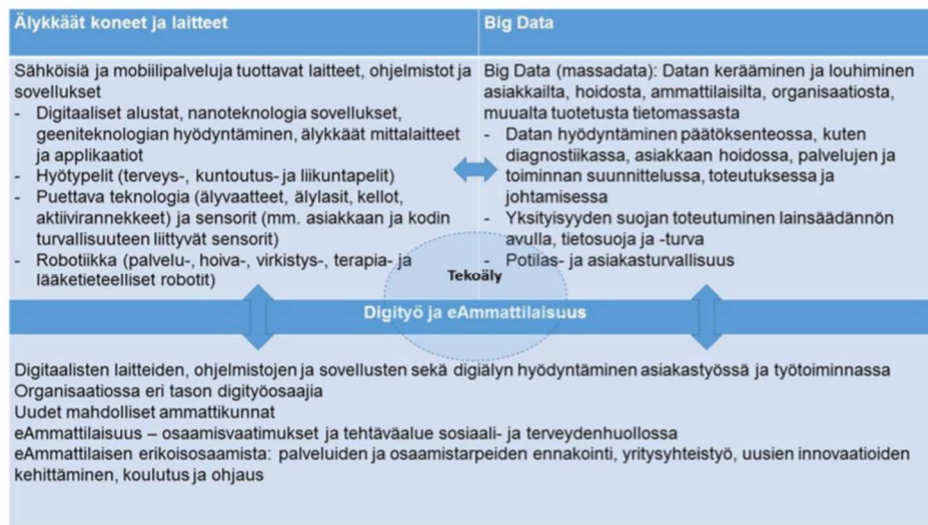 Älykkäät koneet ja laitteet
Sähköisiä ja mobiilipalveluja tuottavat laitteet, ohjelmistot ja
sovellukset
- Digitaaliset alustat, nanoteknologia sovellukset,
geeniteknologian hyödyntäminen, älykkäät mittalaitteet
ja applikaatiot
- Hyötypelit (terveys-, kuntoutus- ja liikuntapelit)
- Puettava teknologia (älyvaatteet, älylasit, kellot,
aktiivirannekkeet) ja sensorit (mm. asiakkaan ja kodin
turvallisuuteen liittyvät sensorit)
- Robotiikka (palvelu-, hoiva-, virkistys-, terapia- ja
lääketieteelliset robotit)
Big Data
Big Data (massadata): Datan kerääminen ja louhiminen
asiakkailta, hoidosta, ammattilaisilta, organisaatiosta,
muualta tuotetusta tietomassasta
- Datan hyödyntäminen päätöksenteossa, kuten
diagnostiikassa, asiakkaan hoidossa, palvelujen ja
toiminnan suunnittelussa, toteutuksessa ja
johtamisessa
- Yksityisyyden suojan toteutuminen lainsäädännön
avulla, tietosuoja ja -turva
- Potilas- ja asiakasturvallisuus
Tekoäly
Digityö ja eAmmattilaisuus
Digitaalisten laitteiden, ohjelmistojen ja sovellusten sekä digiälyn hyödyntäminen asiakastyössä ja työtoiminnassa
Organisaatiossa eri tason digityöosaajia
Uudet mahdolliset ammattikunnat
eAmmattilaisuus – osaamisvaatimukset ja tehtäväalue sosiaali- ja terveydenhuollossa
eAmmattilaisen erikoisosaamista: palveluiden ja osaamistarpeiden ennakointi, yritysyhteistyö, uusien innovaatioiden
kehittäminen, koulutus ja ohjaus